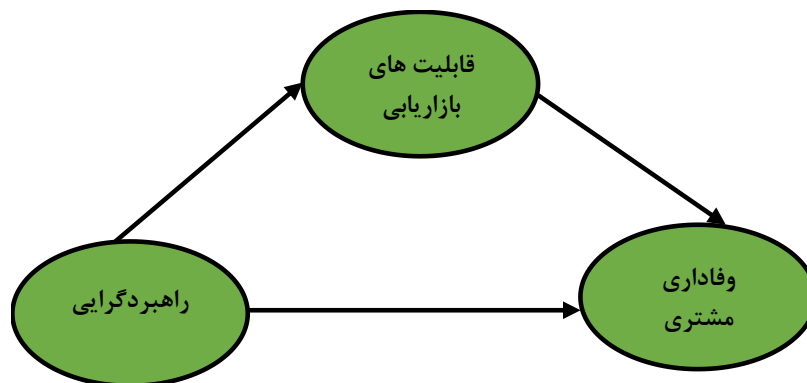 قابلیت های
بازاریابی
راهبردگرایی
وفاداری
مشتری